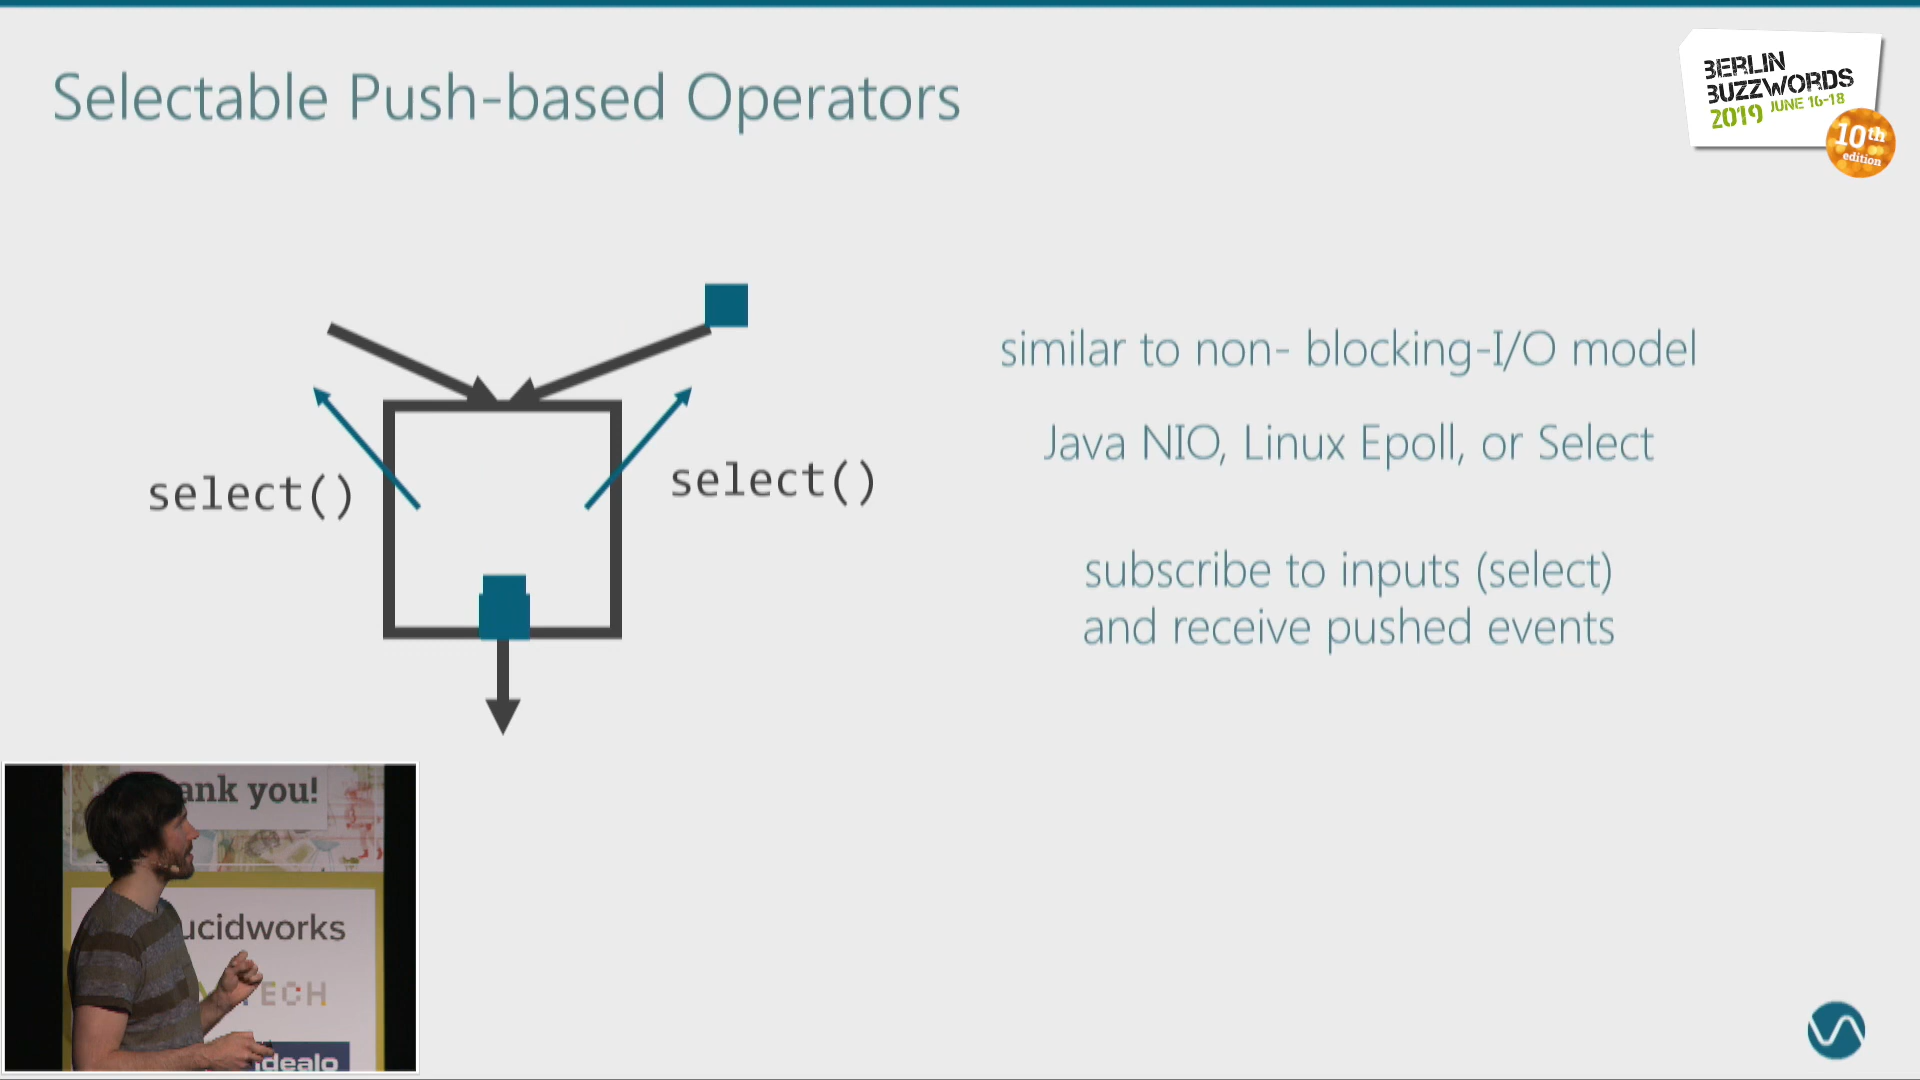 Selectable Push-based Operators
BERLIN
BUZZWORDS
2019 JUNE 16-18
10th
edition
similar to non- blocking-I/O model
Java NIO, Linux Epoll, or Select
select()
select()
subscribe to inputs (select)
and receive pushed events
ank you!
ucidworks
TECH
idealo